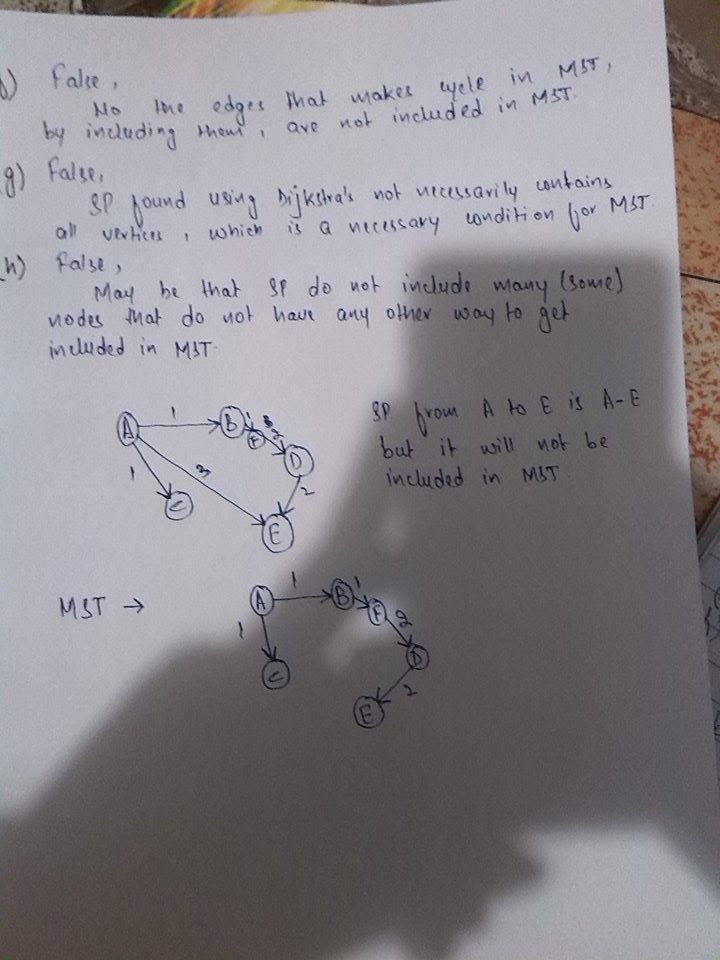 f) False,
No the edges that makes cycle in MST,
by including them, are not included in MST.
g) False,
SP found using Dijkstra's not necessarily contains
all vertices, which is a necessary condition for MST.
h) False,
May be that SP do not include many (some)
nodes that do not have any other way to get
included in MST.
SP from A to E is A-E
but it will not be
included in MST.
A 1 B 1 F 2 D
1 3 2
C E
MST →
A 1 B 1 F 2 D
1 2
C E